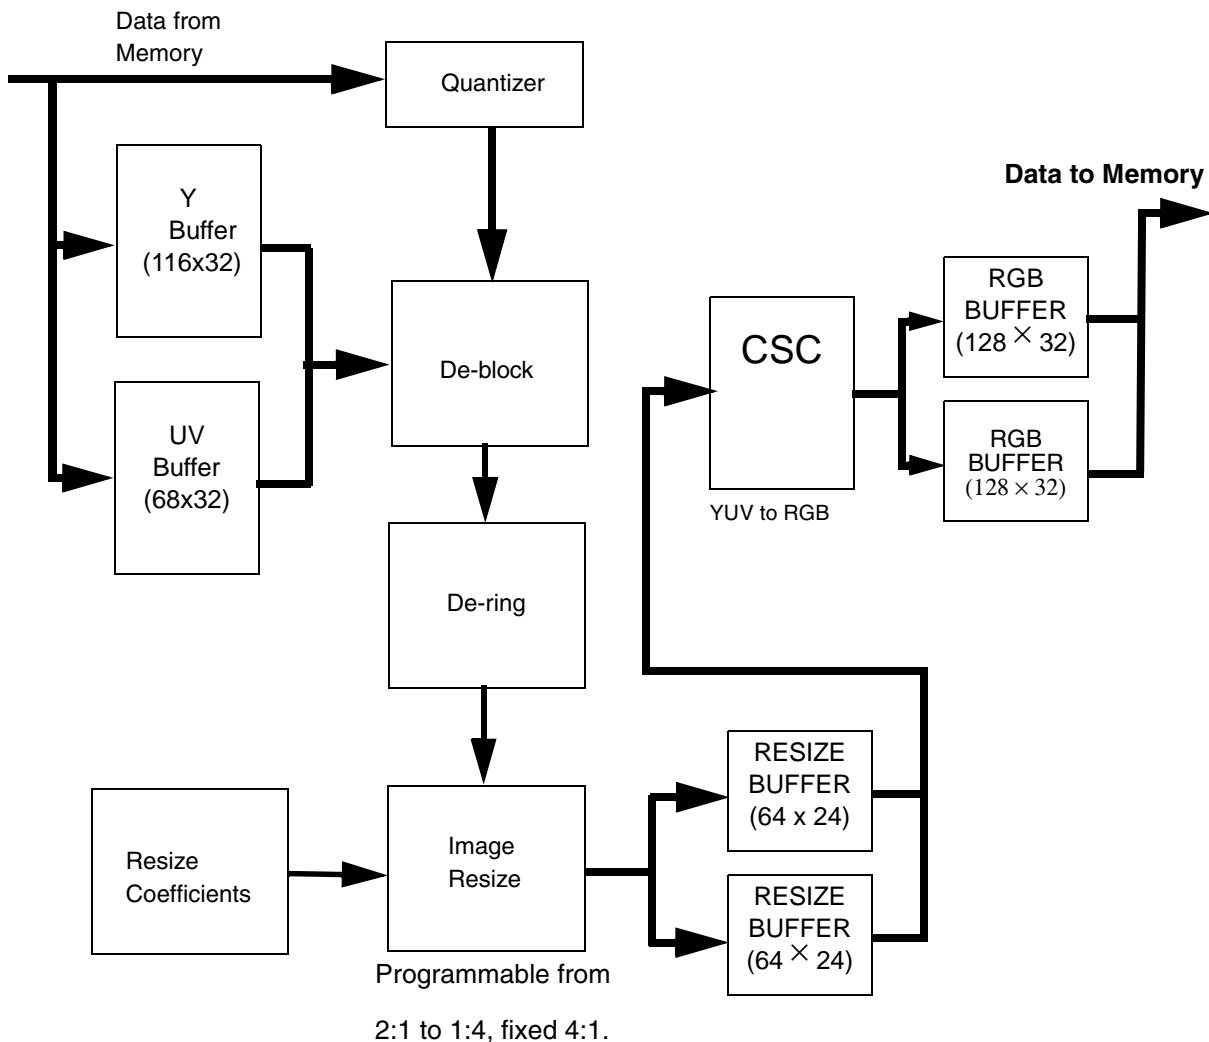 Data from
Memory
Quantizer
Y
Buffer
(116x32)
Data to Memory
RGB
BUFFER
(128 × 32)
CSC
De-block
UV
Buffer
(68x32)
RGB
BUFFER
(128 × 32)
YUV to RGB
De-ring
RESIZE
BUFFER
(64 x 24)
Resize
Coefficients
Image
Resize
RESIZE
BUFFER
(64 × 24)
Programmable from
2:1 to 1:4, fixed 4:1.